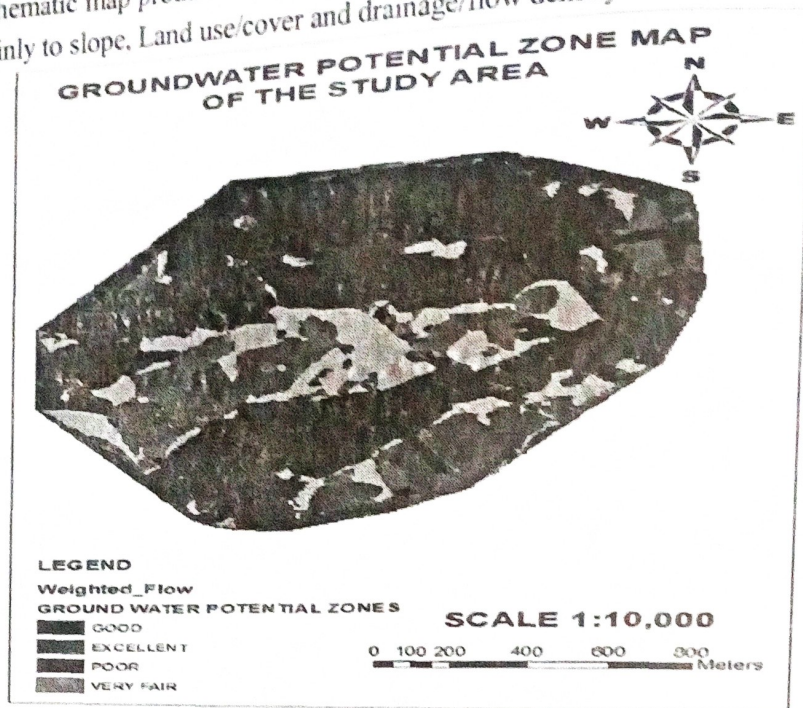 map
inly to slope, Land use/cover and drainage/flow
GROUNDWATER POTENTIAL ZONE MAP
OF THE STUDY AREA
N
W E
S
LEGEND
Weighted_Flow
GROUND WATER POTENTIAL ZONES
GOOD
EXCELLENT
POOR
VERY FAIR
SCALE 1:10,000
0 100 200 400 600 800
Meters